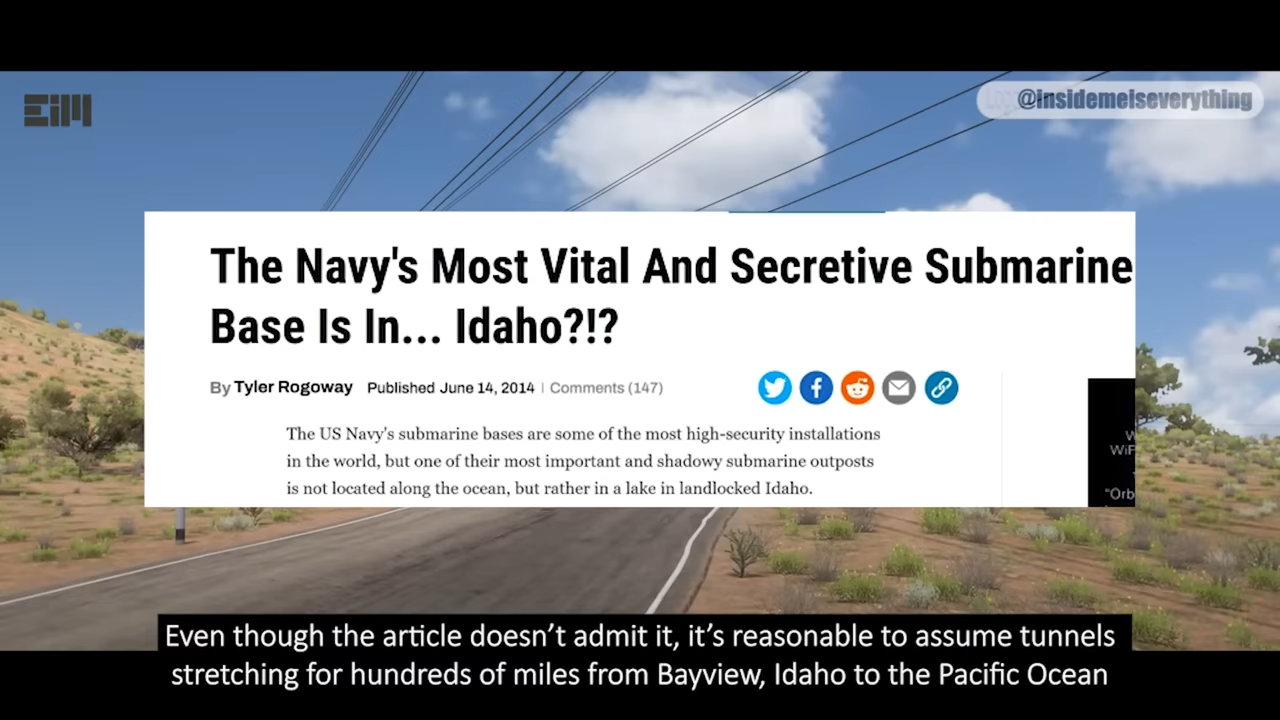 EiM
@insidemeiseverything
The Navy's Most Vital And Secretive Submarine
Base Is In... Idaho?!?
By Tyler Rogoway Published June 14, 2014 | Comments (147)
The US Navy's submarine bases are some of the most high-security installations
in the world, but one of their most important and shadowy submarine outposts
is not located along the ocean, but rather in a lake in landlocked Idaho.
"Orb
Even though the article doesn't admit it, it's reasonable to assume tunnels
stretching for hundreds of miles from Bayview, Idaho to the Pacific Ocean